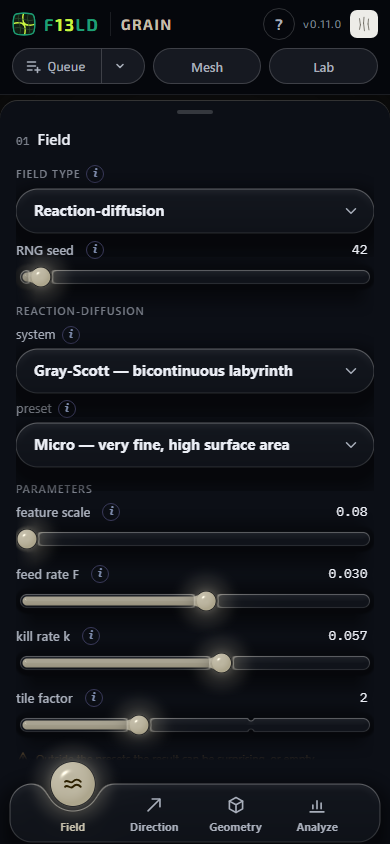 F13LD GRAIN ? v0.11.0
Queue Mesh Lab
01 Field
FIELD TYPE i
Reaction-diffusion
RNG seed i 42
REACTION-DIFFUSION
system i
Gray-Scott — bicontinuous labyrinth
preset i
Micro — very fine, high surface area
PARAMETERS
feature scale i 0.08
feed rate F i 0.030
kill rate k i 0.057
tile factor i 2
Field Direction Geometry Analyze